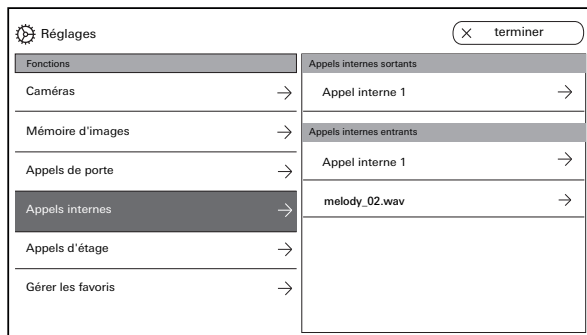 Réglages
terminer
Fonctions
Caméras
Mémoire d'images
Appels de porte
Appels internes
Appels d'étage
Gérer les favoris
Appels internes sortants
Appel interne 1
Appels internes entrants
Appel interne 1
melody_02.wav